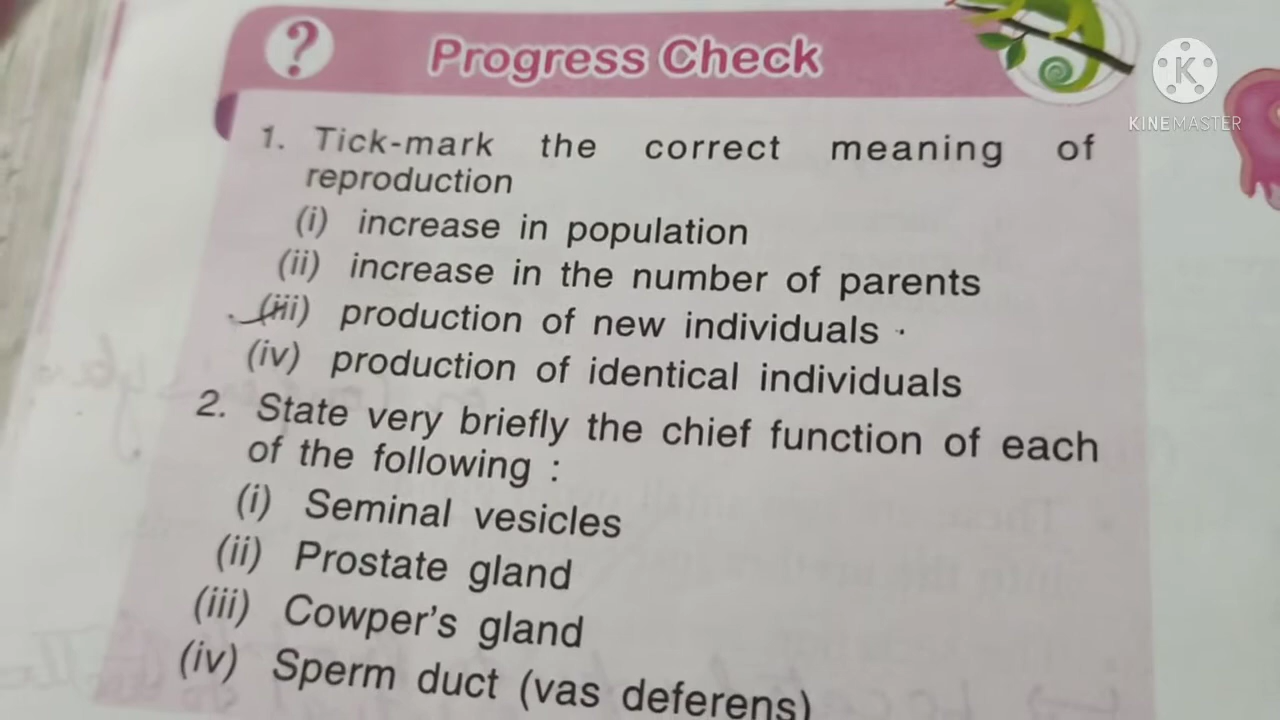 ?
Progress Check
K
KINEMASTER
1. Tick-mark the correct meaning of
reproduction
(i) increase in population
(ii) increase in the number of parents
(iii) production of new individuals
(iv) production of identical individuals
2. State very briefly the chief function of each
of the following :
(i) Seminal vesicles
(ii) Prostate gland
(iii) Cowper's gland
(iv) Sperm duct (vas deferens)